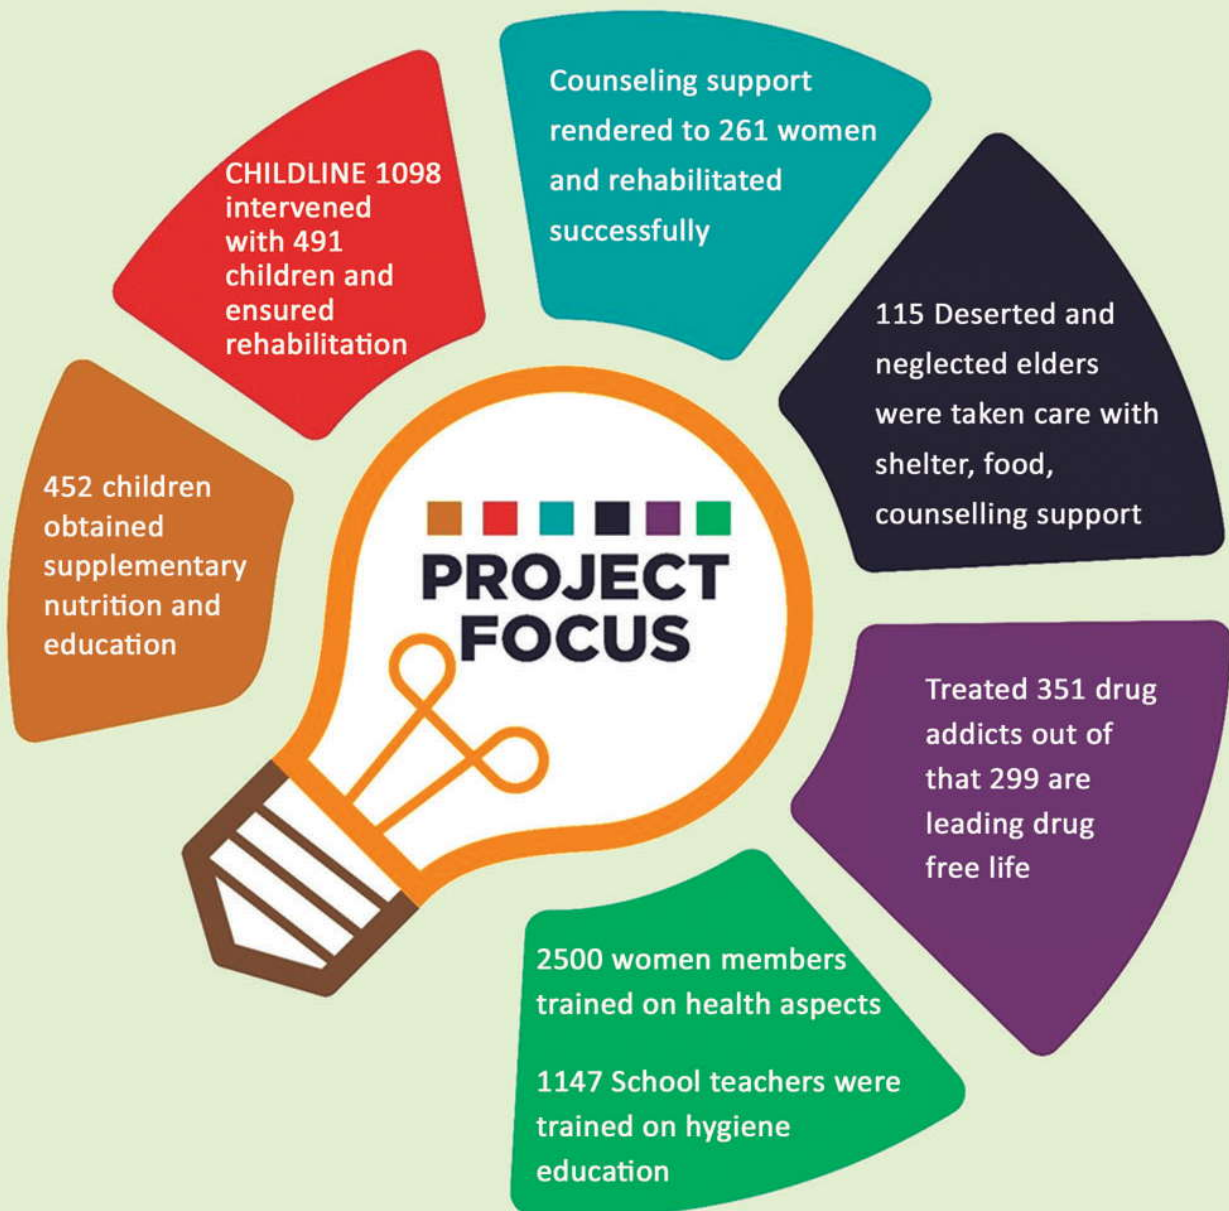 Counseling support
rendered to 261 women
and rehabilitated
successfully
CHILDLINE 1098
intervened
with 491
children and
ensured
rehabilitation
115 Deserted and
neglected elders
were taken care with
shelter, food,
counselling support
452 children
obtained
supplementary
nutrition and
education
PROJECT
FOCUS
Treated 351 drug
addicts out of
that 299 are
leading drug
free life
2500 women members
trained on health aspects
1147 School teachers were
trained on hygiene
education